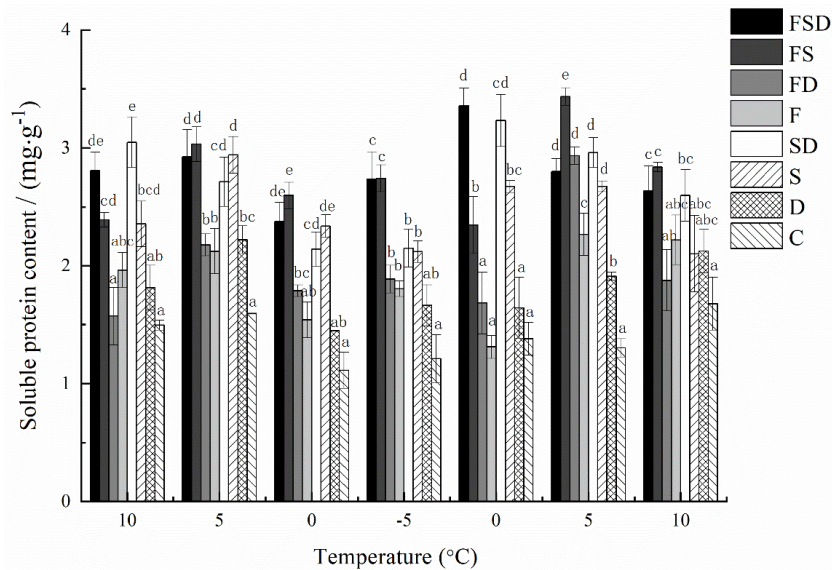 4
3
2
1
0
Soluble protein content / (mg·g⁻¹)
de cd a abc e bcd ab a
d d b b cd d bc a
de e bc ab cd de ab a
c c b b b b ab a
d b a a cd bc a a
d e d c d d b a
c c ab abc bc abc abc a
10 5 0 -5 0 5 10
Temperature (°C)
FSD
FS
FD
F
SD
S
D
C